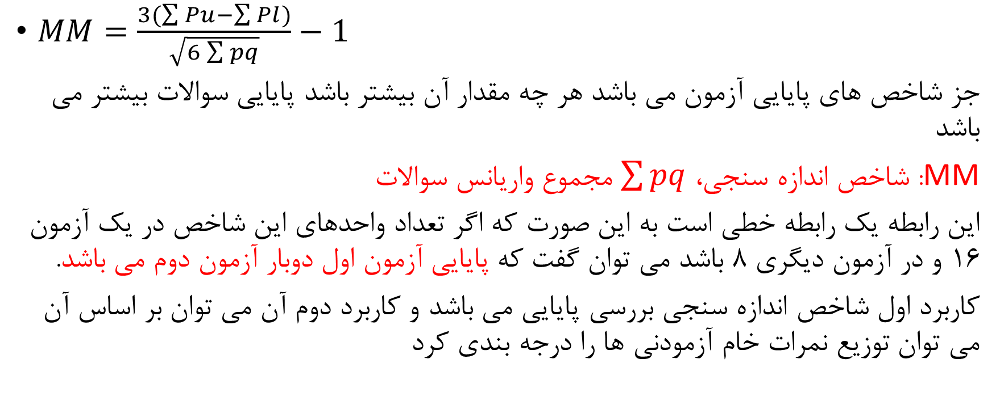 • MM = \frac{3(∑ Pu−∑ Pl)}{\sqrt{6 ∑ pq}} − 1
جز شاخص های پایایی آزمون می باشد هر چه مقدار آن بیشتر باشد پایایی سوالات بیشتر می
باشد
MM: شاخص اندازه سنجی، ∑ pq مجموع واریانس سوالات
این رابطه یک رابطه خطی است به این صورت که اگر تعداد واحدهای این شاخص در یک آزمون
۱۶ و در آزمون دیگری ۸ باشد می توان گفت که پایایی آزمون اول دوبار آزمون دوم می باشد.
کاربرد اول شاخص اندازه سنجی بررسی پایایی می باشد و کاربرد دوم آن می توان بر اساس آن
می توان توزیع نمرات خام آزمودنی ها را درجه بندی کرد